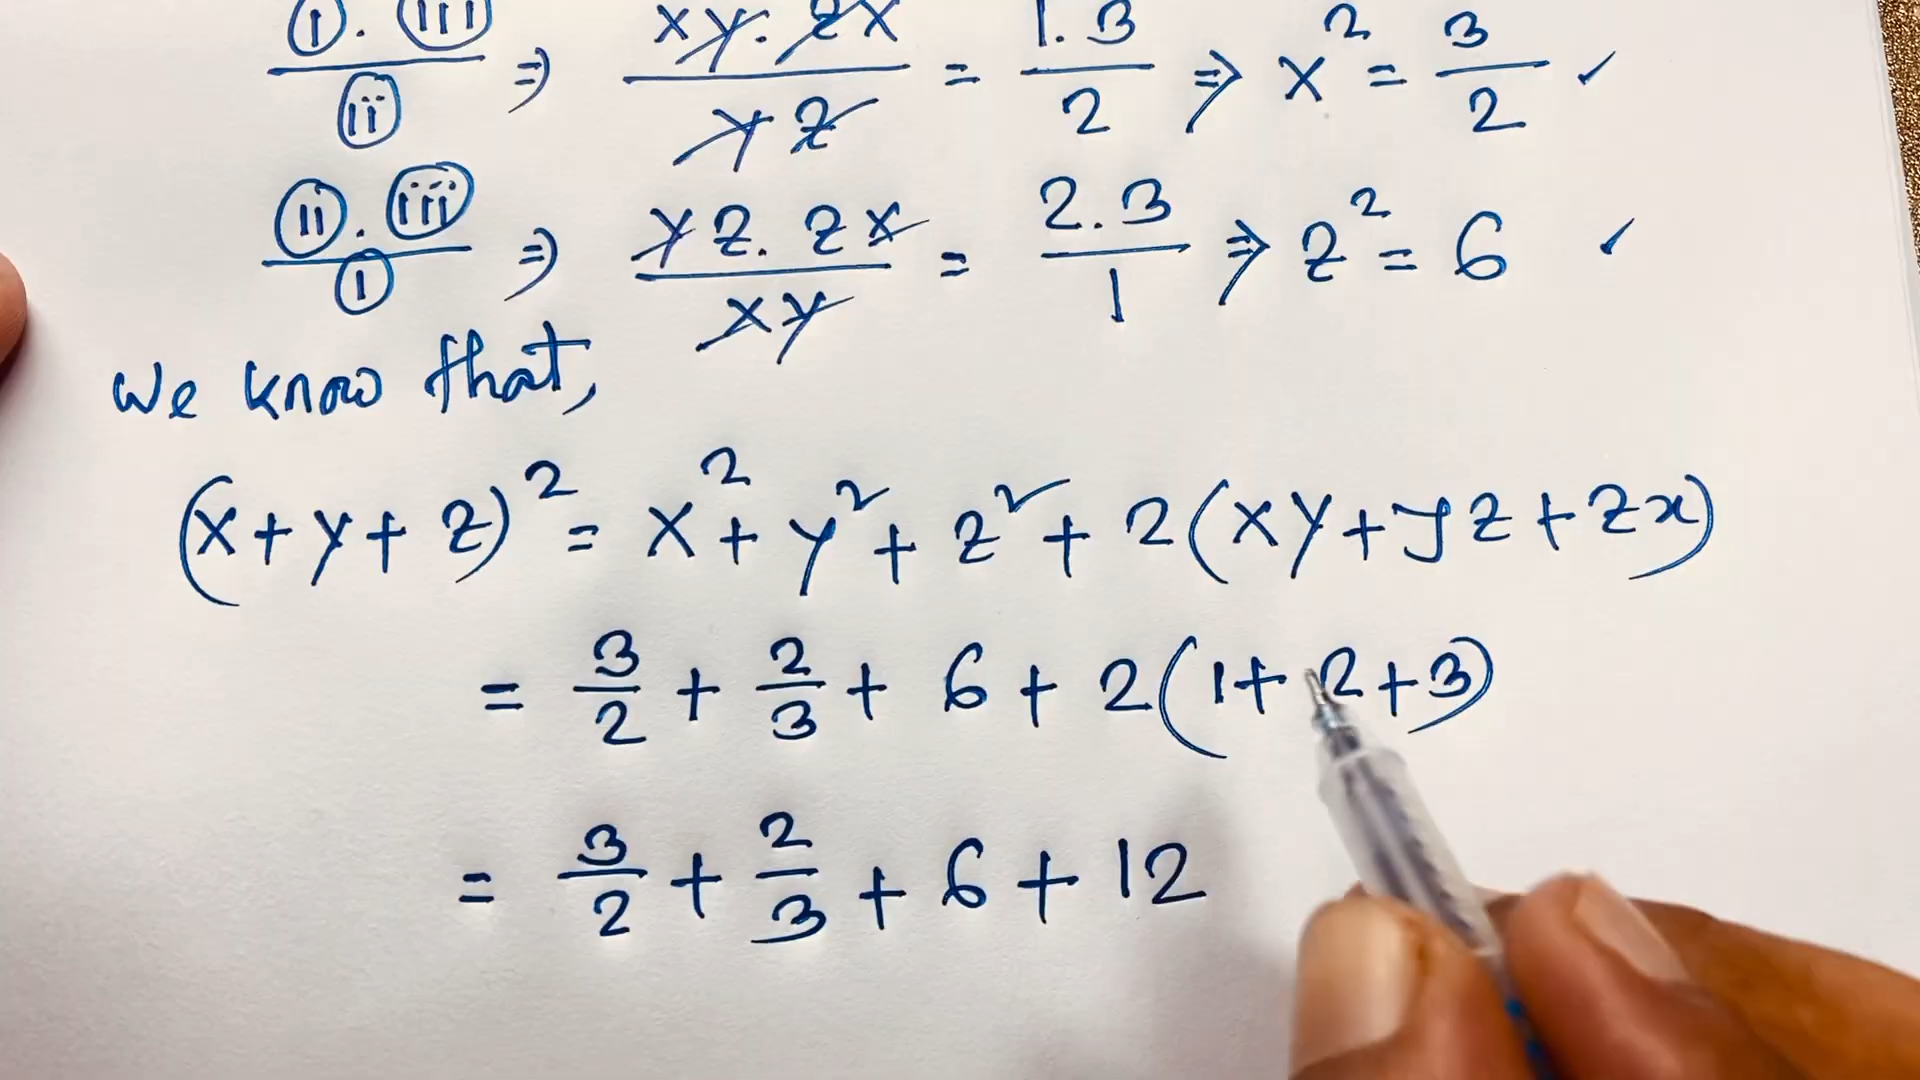 (i).(iii)/(ii) ⇒ xy.zx/yz = 1.3/2 ⇒ x² = 3/2 ✓
(ii).(iii)/(i) ⇒ yz.zx/xy = 2.3/1 ⇒ z² = 6 ✓
We know that,
(x+y+z)² = x²+y²+z²+2(xy+yz+zx)
= 3/2 + 2/3 + 6 + 2(1+2+3)
= 3/2 + 2/3 + 6 + 12